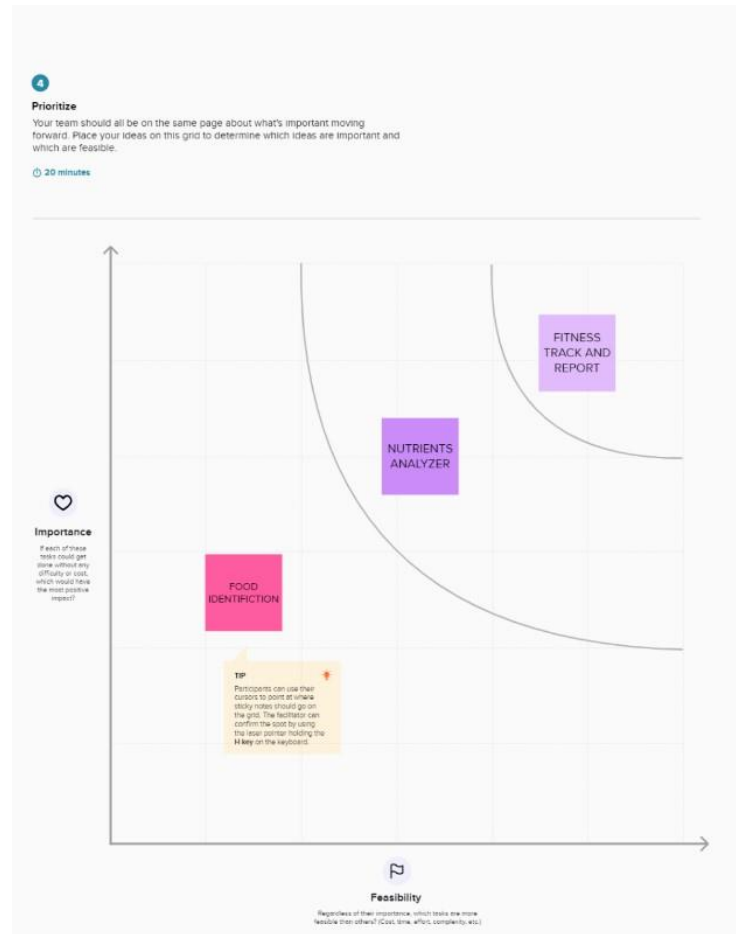 4
Prioritize
Your team should all be on the same page about what's important moving
forward. Place your ideas on this grid to determine which ideas are important and
which are feasible.
20 minutes
FITNESS
TRACK AND
REPORT
NUTRIENTS
ANALYZER
Importance
If each of these
tasks could get
done without any
difficulty or cost,
which would have
the most positive
impact?
FOOD
IDENTIFICTION
TIP
Participants can use their
cursors to point at where
sticky notes should go on
the grid. The facilitator can
confirm the spot by using
the laser pointer holding the
H key on the keyboard.
Feasibility
Regardless of their importance, which tasks are more
feasible than others? (Cost, time, effort, complexity, etc.)